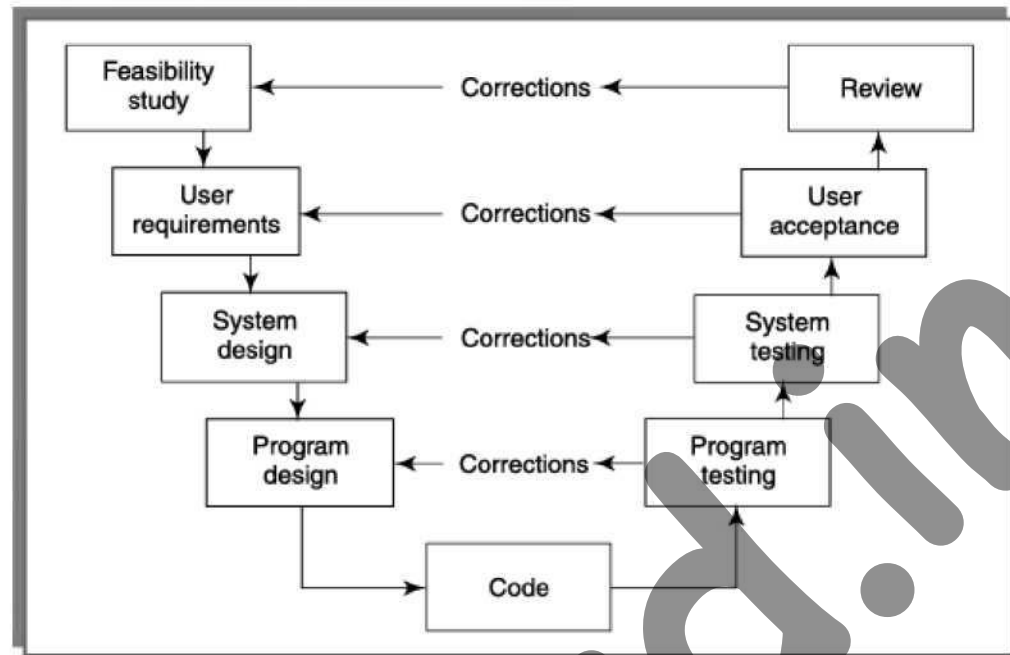 Feasibility
study
Corrections
Review
User
requirements
Corrections
User
acceptance
System
design
Corrections
System
testing
Program
design
Corrections
Program
testing
Code
d.in